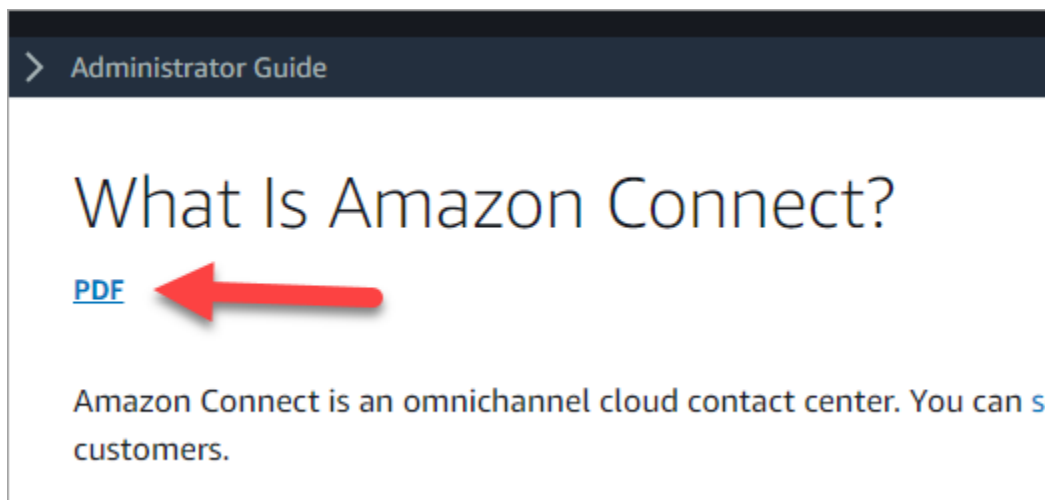 Administrator Guide
What Is Amazon Connect?
PDF
Amazon Connect is an omnichannel cloud contact center. You can s
customers.